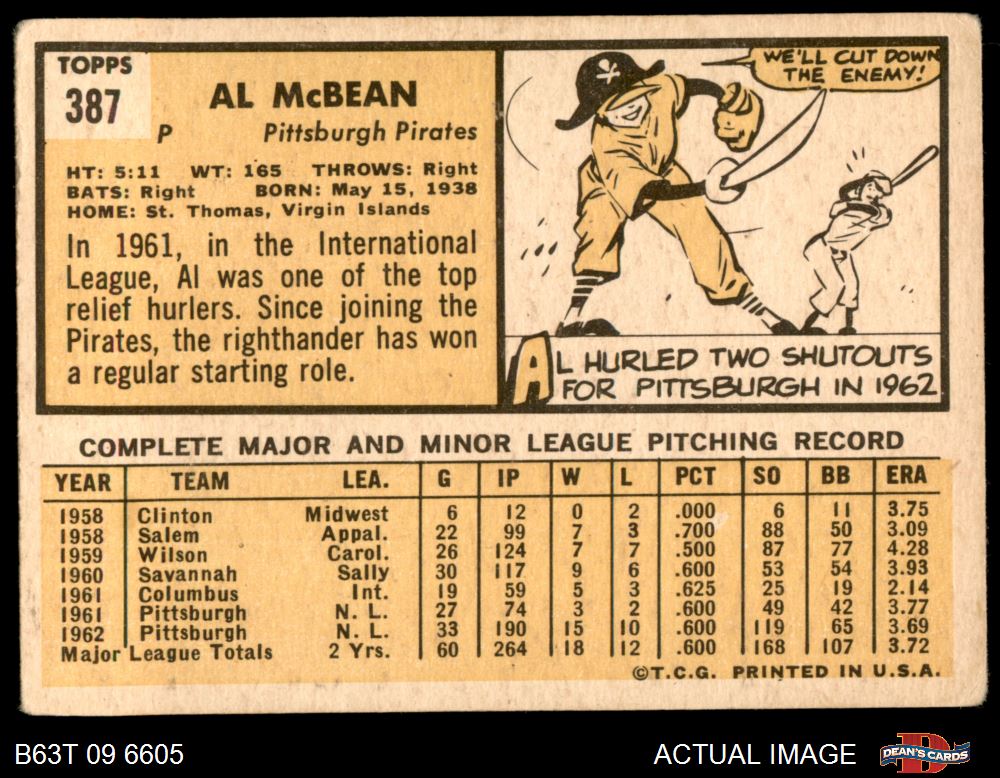 TOPPS
387
AL McBEAN
P Pittsburgh Pirates
HT: 5:11 WT: 165 THROWS: Right
BATS: Right BORN: May 15, 1938
HOME: St. Thomas, Virgin Islands
In 1961, in the International
League, Al was one of the top
relief hurlers. Since joining the
Pirates, the righthander has won
a regular starting role.
WE'LL CUT DOWN
THE ENEMY!
AL HURLED TWO SHUTOUTS
FOR PITTSBURGH IN 1962
COMPLETE MAJOR AND MINOR LEAGUE PITCHING RECORD
YEAR TEAM LEA. G IP W L PCT SO BB ERA
1958 Clinton Midwest 6 12 0 2 .000 6 11 3.75
1958 Salem Appal. 22 99 7 3 .700 88 50 3.09
1959 Wilson Carol. 26 124 7 7 .500 87 77 4.28
1960 Savannah Sally 30 117 9 6 .600 53 54 3.93
1961 Columbus Int. 19 59 5 3 .625 25 19 2.14
1961 Pittsburgh N. L. 27 74 3 2 .600 49 42 3.77
1962 Pittsburgh N. L. 33 190 15 10 .600 119 65 3.69
Major League Totals 2 Yrs. 60 264 18 12 .600 168 107 3.72
©T.C.G. PRINTED IN U.S.A.
B63T 09 6605
ACTUAL IMAGE
DEAN'S CARDS